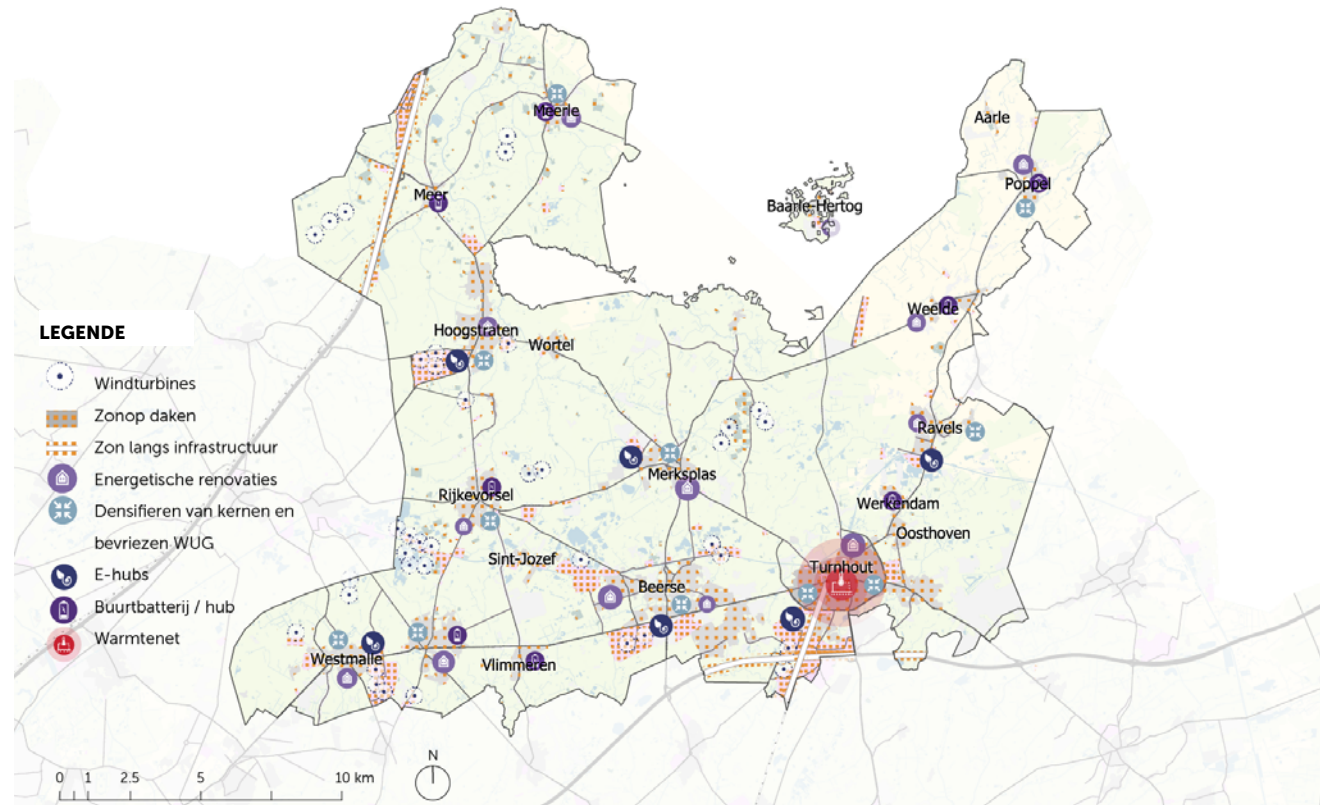 Meerle
Aarle
Poppel
Meer
Baarle-Hertog
Weelde
LEGENDE
Hoogstraten
Wortel
Windturbines
Zonop daken
Ravels
Zon langs infrastructuur
Energetische renovaties
Merksplas
Rijkevorsel
Densifieren van kernen en
bevriezen WUG
Werkendam
Oosthoven
Sint-Jozef
Turnhout
E-hubs
Beerse
Buurtbatterij / hub
Warmtenet
Westmalle
Vlimmeren
N
0 1 2.5 5 10 km